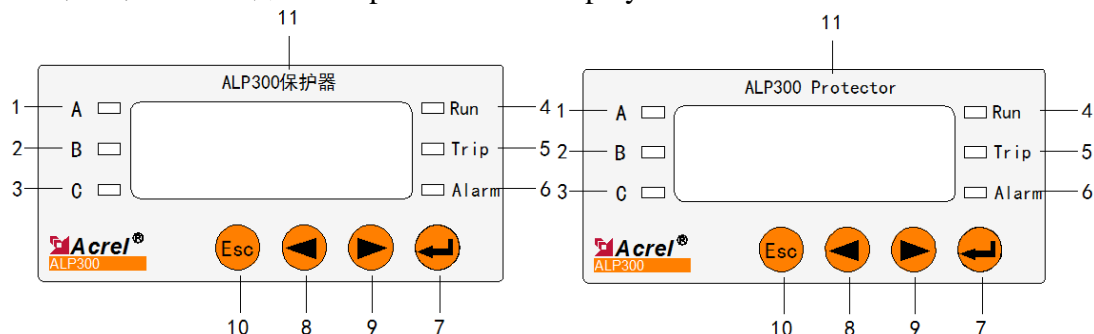 11
ALP300保护器
1 A Run 4
2 B Trip 5
3 C Alarm 6
Acrel®
ALP300
Esc
10 8 9 7
11
ALP300 Protector
1 A Run 4
2 B Trip 5
3 C Alarm 6
Acrel®
ALP300
Esc
10 8 9 7